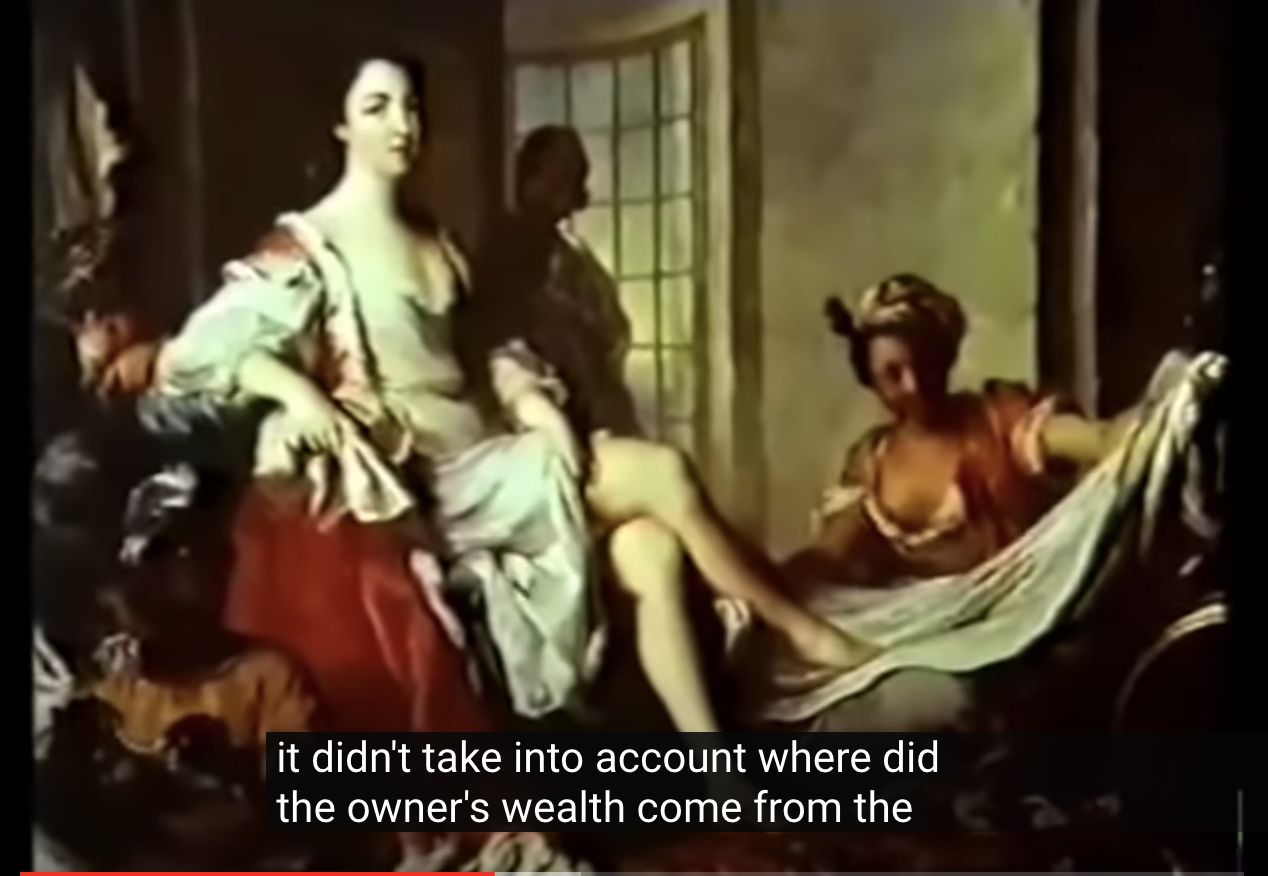 it didn't take into account where did
the owner's wealth come from the